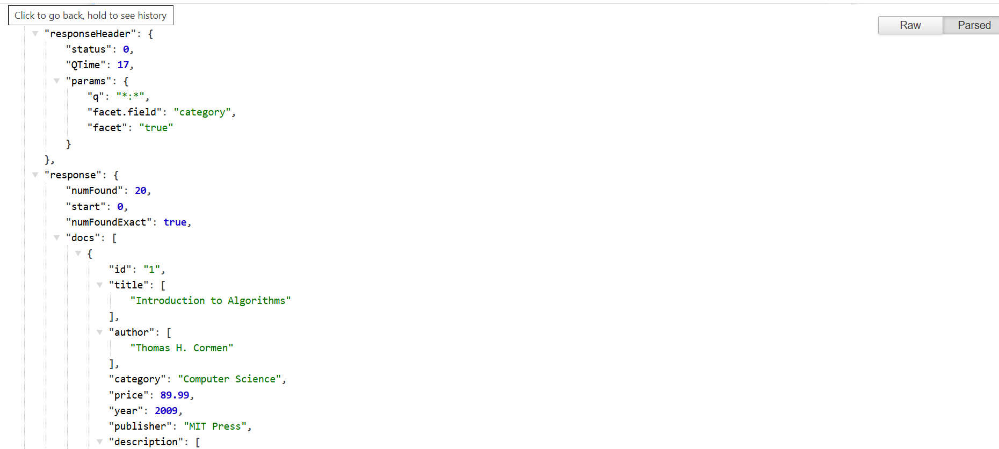 Click to go back, hold to see history
Raw Parsed
"responseHeader": {
"status": 0,
"QTime": 17,
"params": {
"q": "*:*",
"facet.field": "category",
"facet": "true"
}
},
"response": {
"numFound": 20,
"start": 0,
"numFoundExact": true,
"docs": [
{
"id": "1",
"title": [
"Introduction to Algorithms"
],
"author": [
"Thomas H. Cormen"
],
"category": "Computer Science",
"price": 89.99,
"year": 2009,
"publisher": "MIT Press",
"description": [